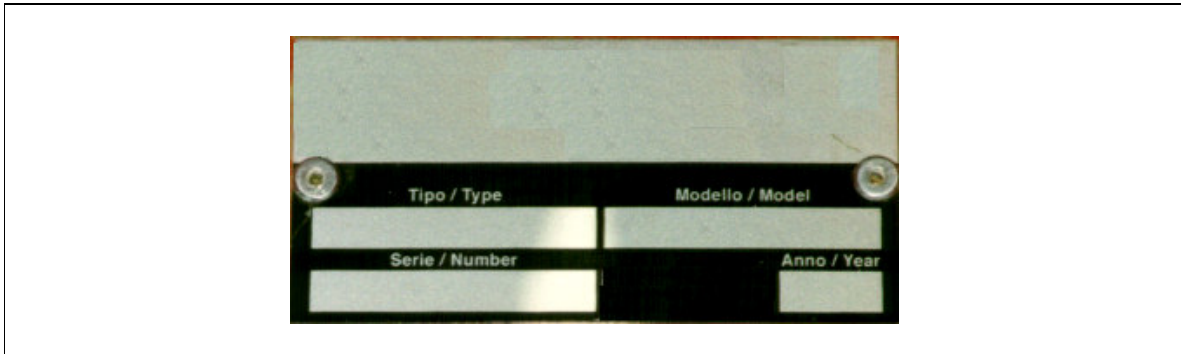 Tipo / Type Modello / Model
Serie / Number Anno / Year